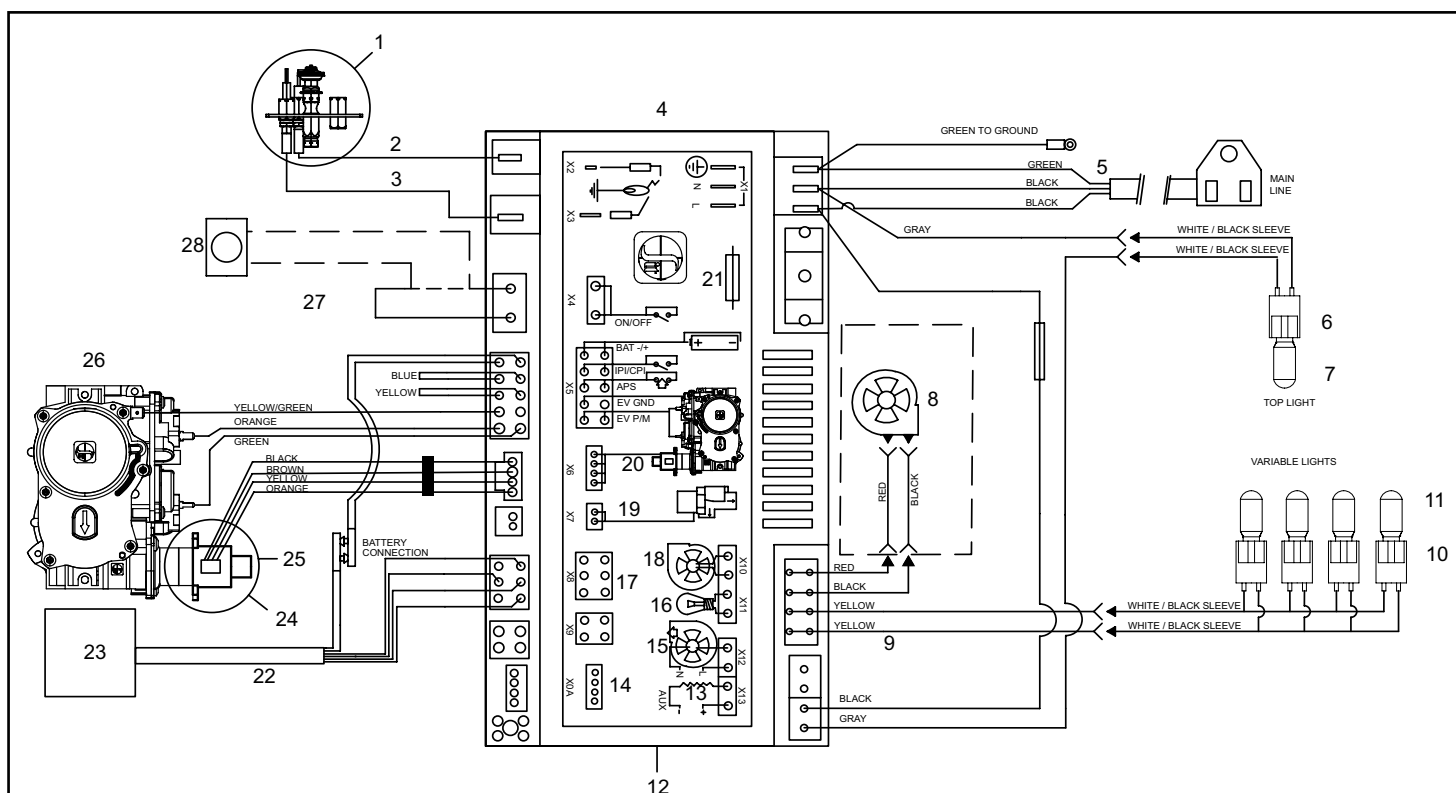 1
4
GREEN TO GROUND
2
GREEN
5
BLACK
MAIN
LINE
3
BLACK
X2
X3
N
L
X1
GRAY
WHITE / BLACK SLEEVE
WHITE / BLACK SLEEVE
28
27
21
X4
ON/OFF
6
7
TOP LIGHT
26
BAT -/+
+ -
IPI/CPI
APS
EV GND
EV P/M
X5
BLUE
YELLOW
YELLOW/GREEN
ORANGE
GREEN
8
BLACK
BROWN
YELLOW
ORANGE
20
X6
19
X7
RED
BLACK
VARIABLE LIGHTS
11
10
25
24
BATTERY
CONNECTION
18
X10
17
X8
16
X11
X9
15
X12
N
L
14
X0A
13
X13
AUX
- +
RED
BLACK
YELLOW
WHITE / BLACK SLEEVE
YELLOW
WHITE / BLACK SLEEVE
9
23
22
BLACK
GRAY
12